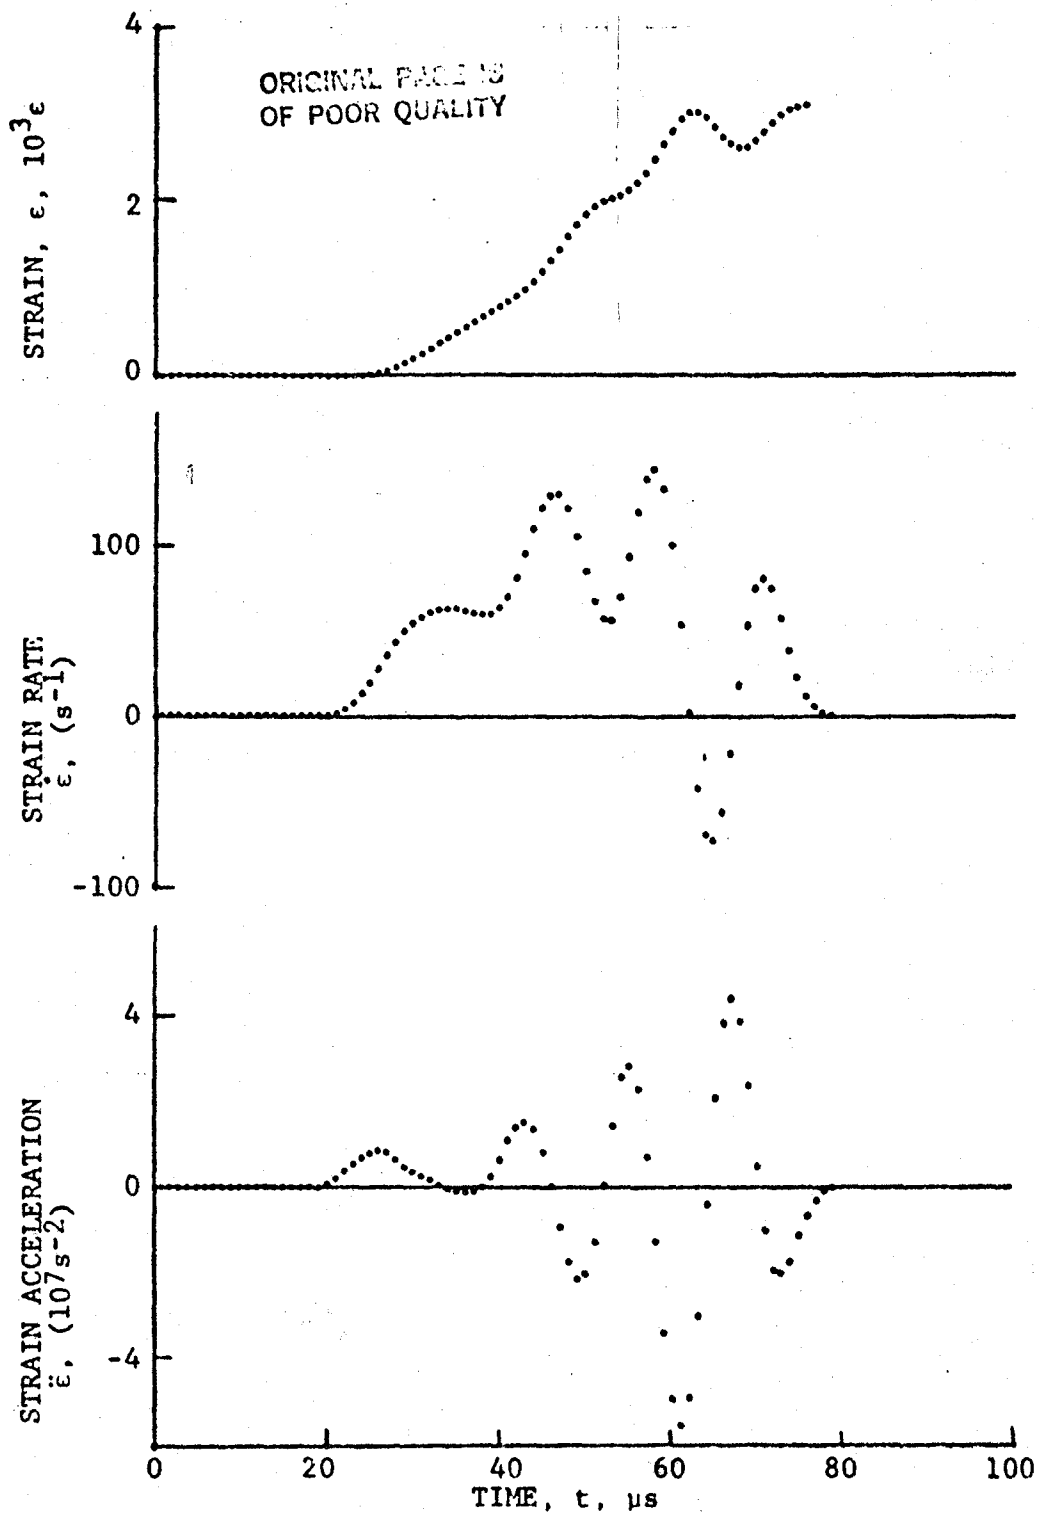 4
ORIGINAL PAGE IS
OF POOR QUALITY
STRAIN, ε, 10³ε
2
0
100
STRAIN RATE
ε̇, (s⁻¹)
0
-100
4
STRAIN ACCELERATION
ε̈, (10⁷s⁻²)
0
-4
0 20 40 60 80 100
TIME, t, μs